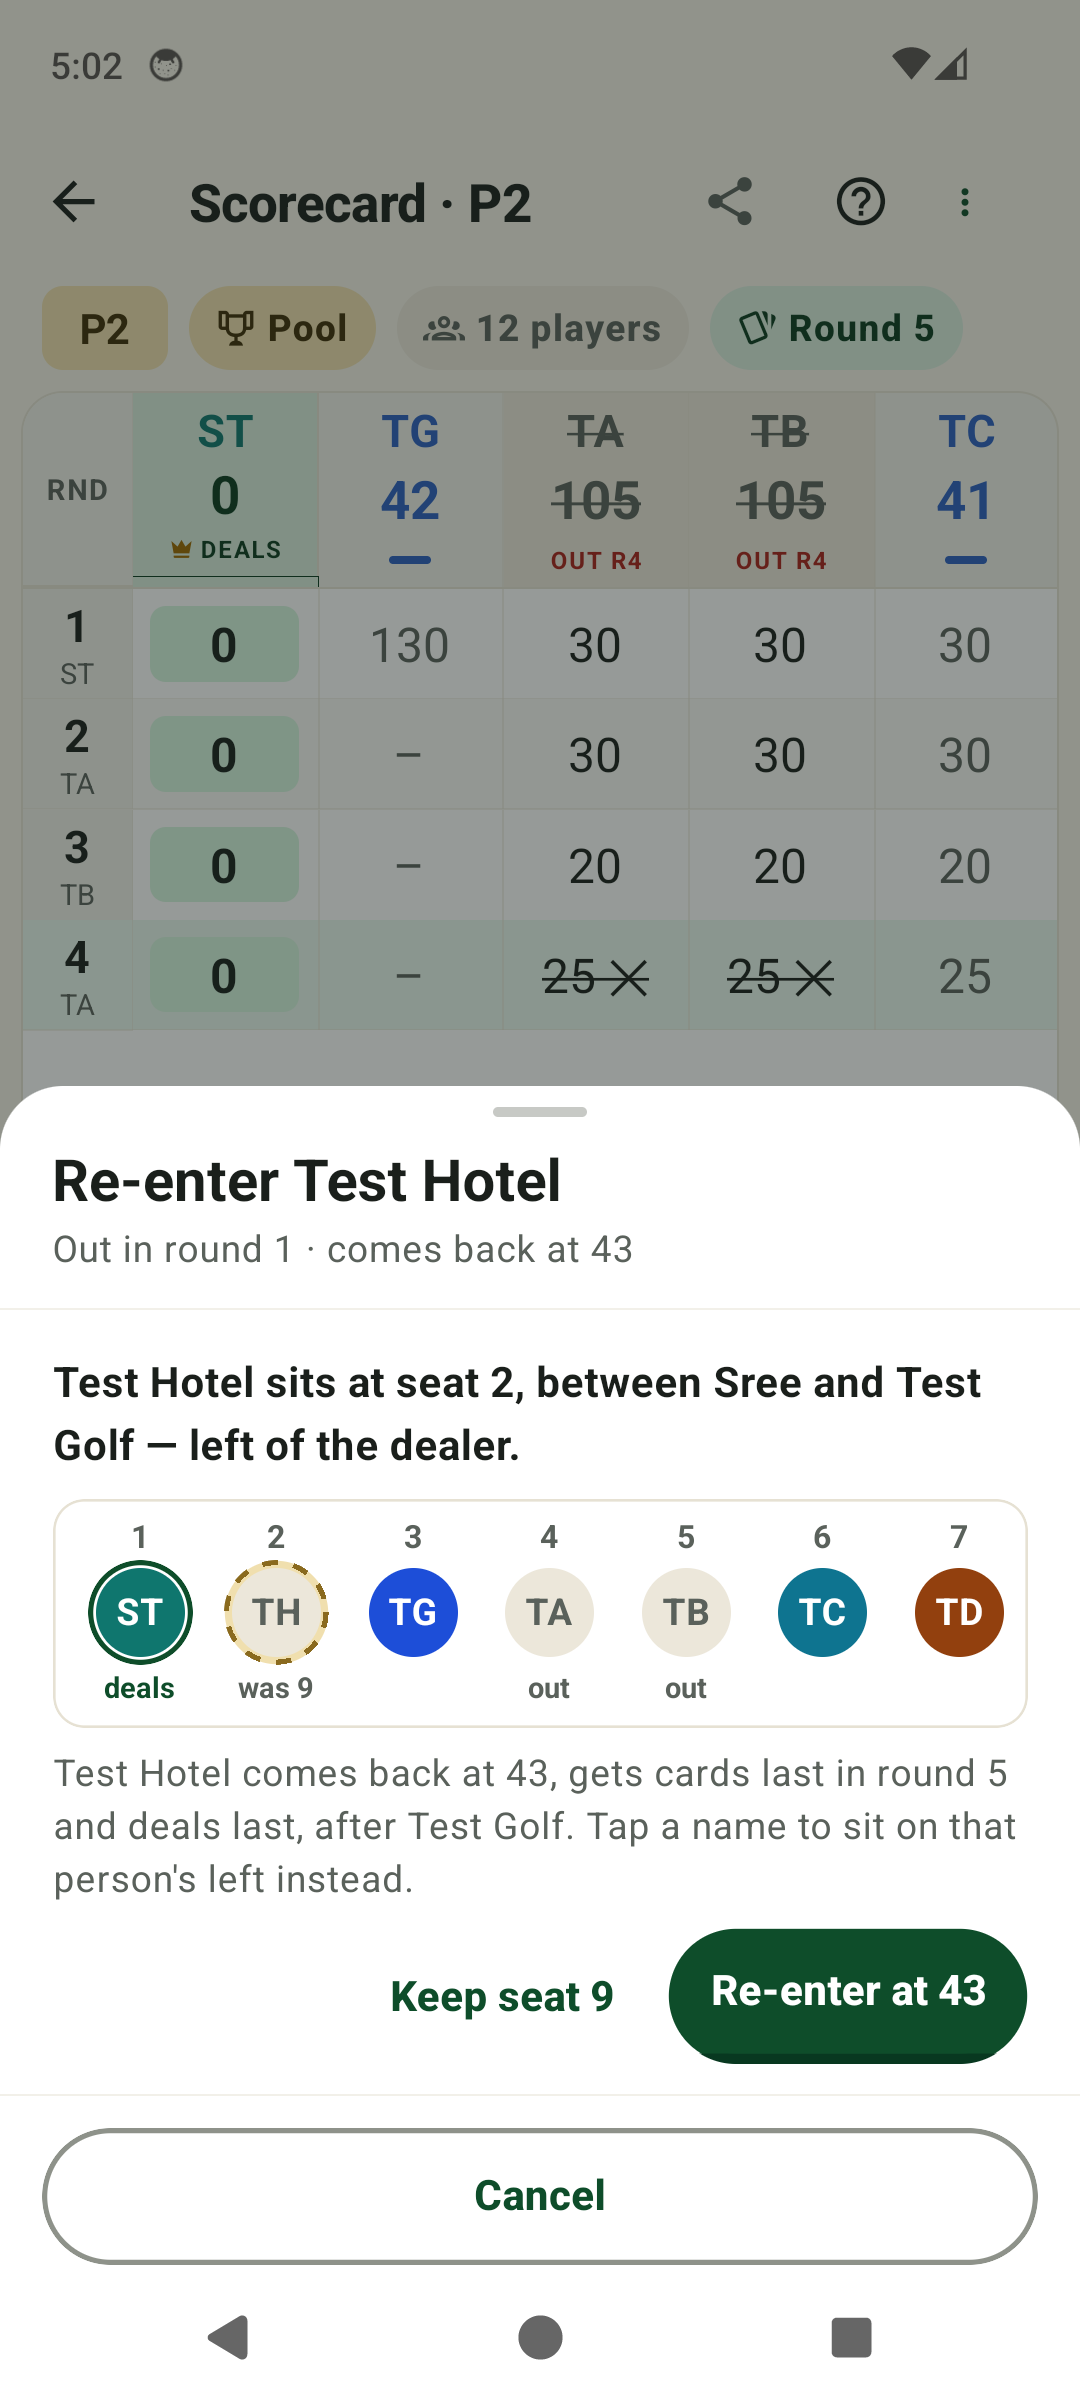 5:02
Scorecard · P2
P2 Pool 12 players Round 5
RND ST TG TA TB TC
0 42 105 105 41
DEALS OUT R4 OUT R4
1 0 130 30 30 30
ST
2 0 – 30 30 30
TA
3 0 – 20 20 20
TB
4 0 – 25 × 25 × 25
TA
Re-enter Test Hotel
Out in round 1 · comes back at 43
Test Hotel sits at seat 2, between Sree and Test
Golf — left of the dealer.
1 2 3 4 5 6 7
ST TH TG TA TB TC TD
deals was 9 out out
Test Hotel comes back at 43, gets cards last in round 5
and deals last, after Test Golf. Tap a name to sit on that
person's left instead.
Keep seat 9 Re-enter at 43
Cancel